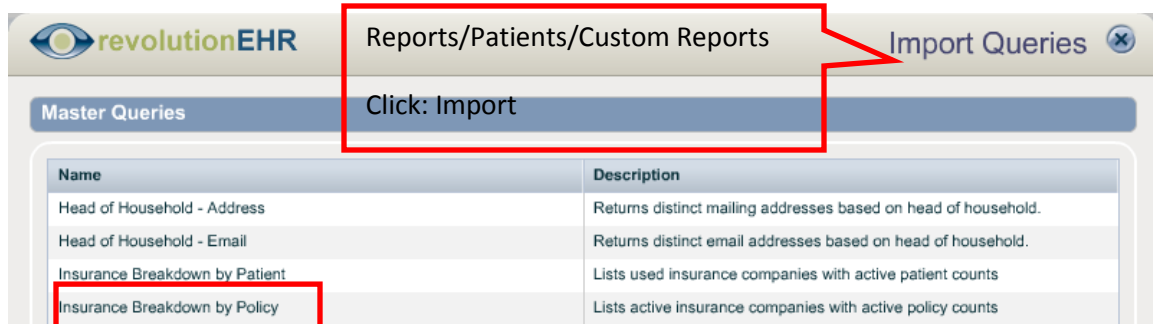 revolutionEHR
Reports/Patients/Custom Reports
Import Queries
Click: Import
Master Queries
Name Description
Head of Household - Address Returns distinct mailing addresses based on head of household.
Head of Household - Email Returns distinct email addresses based on head of household.
Insurance Breakdown by Patient Lists used insurance companies with active patient counts
Insurance Breakdown by Policy Lists active insurance companies with active policy counts